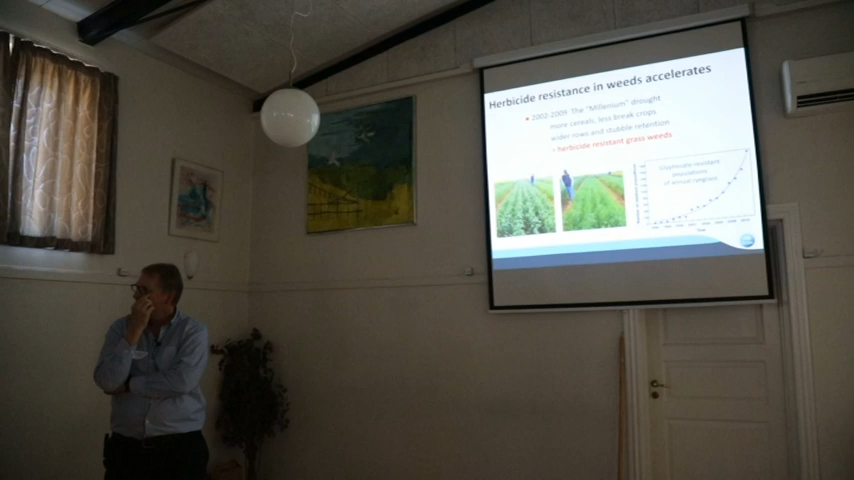 Herbicide resistance in weeds accelerates
• 2002-2009: The "Millenium" drought
more cereals, less break crops
wider rows and stubble retention
- herbicide resistant grass weeds
Glyphosate resistant
populations
of annual ryegrass